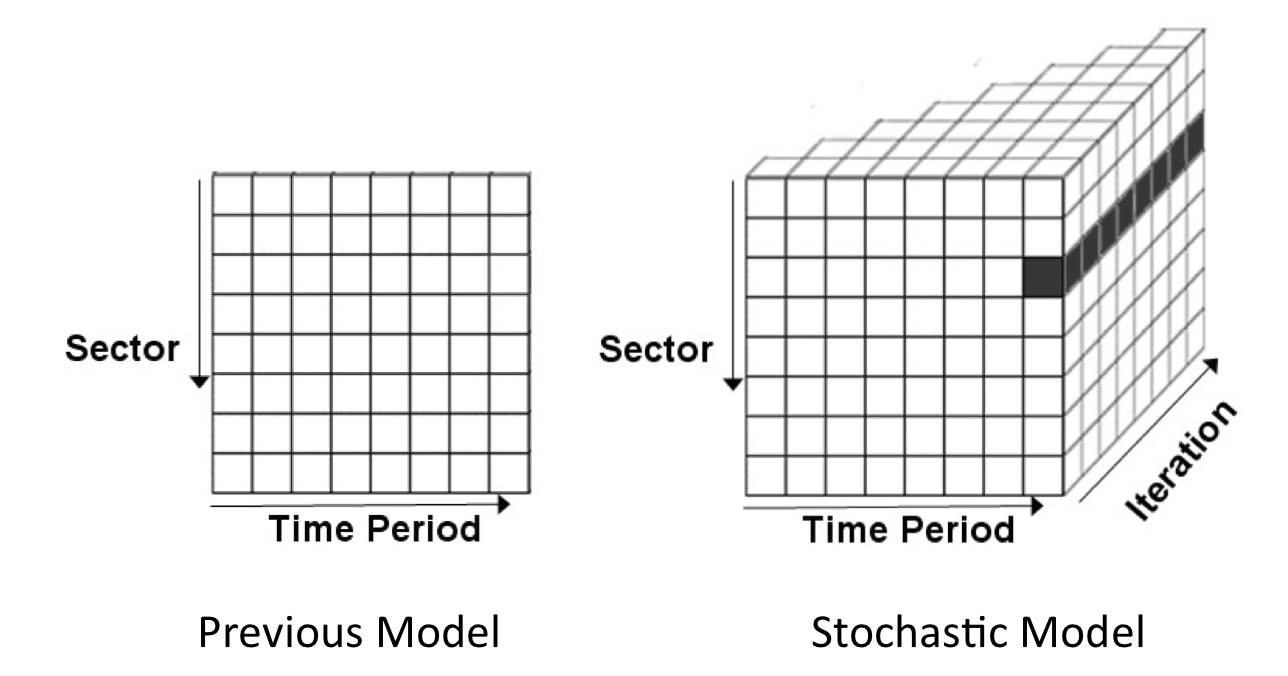 Sector
Time Period
Previous Model
Sector
Time Period
Iteration
Stochastic Model